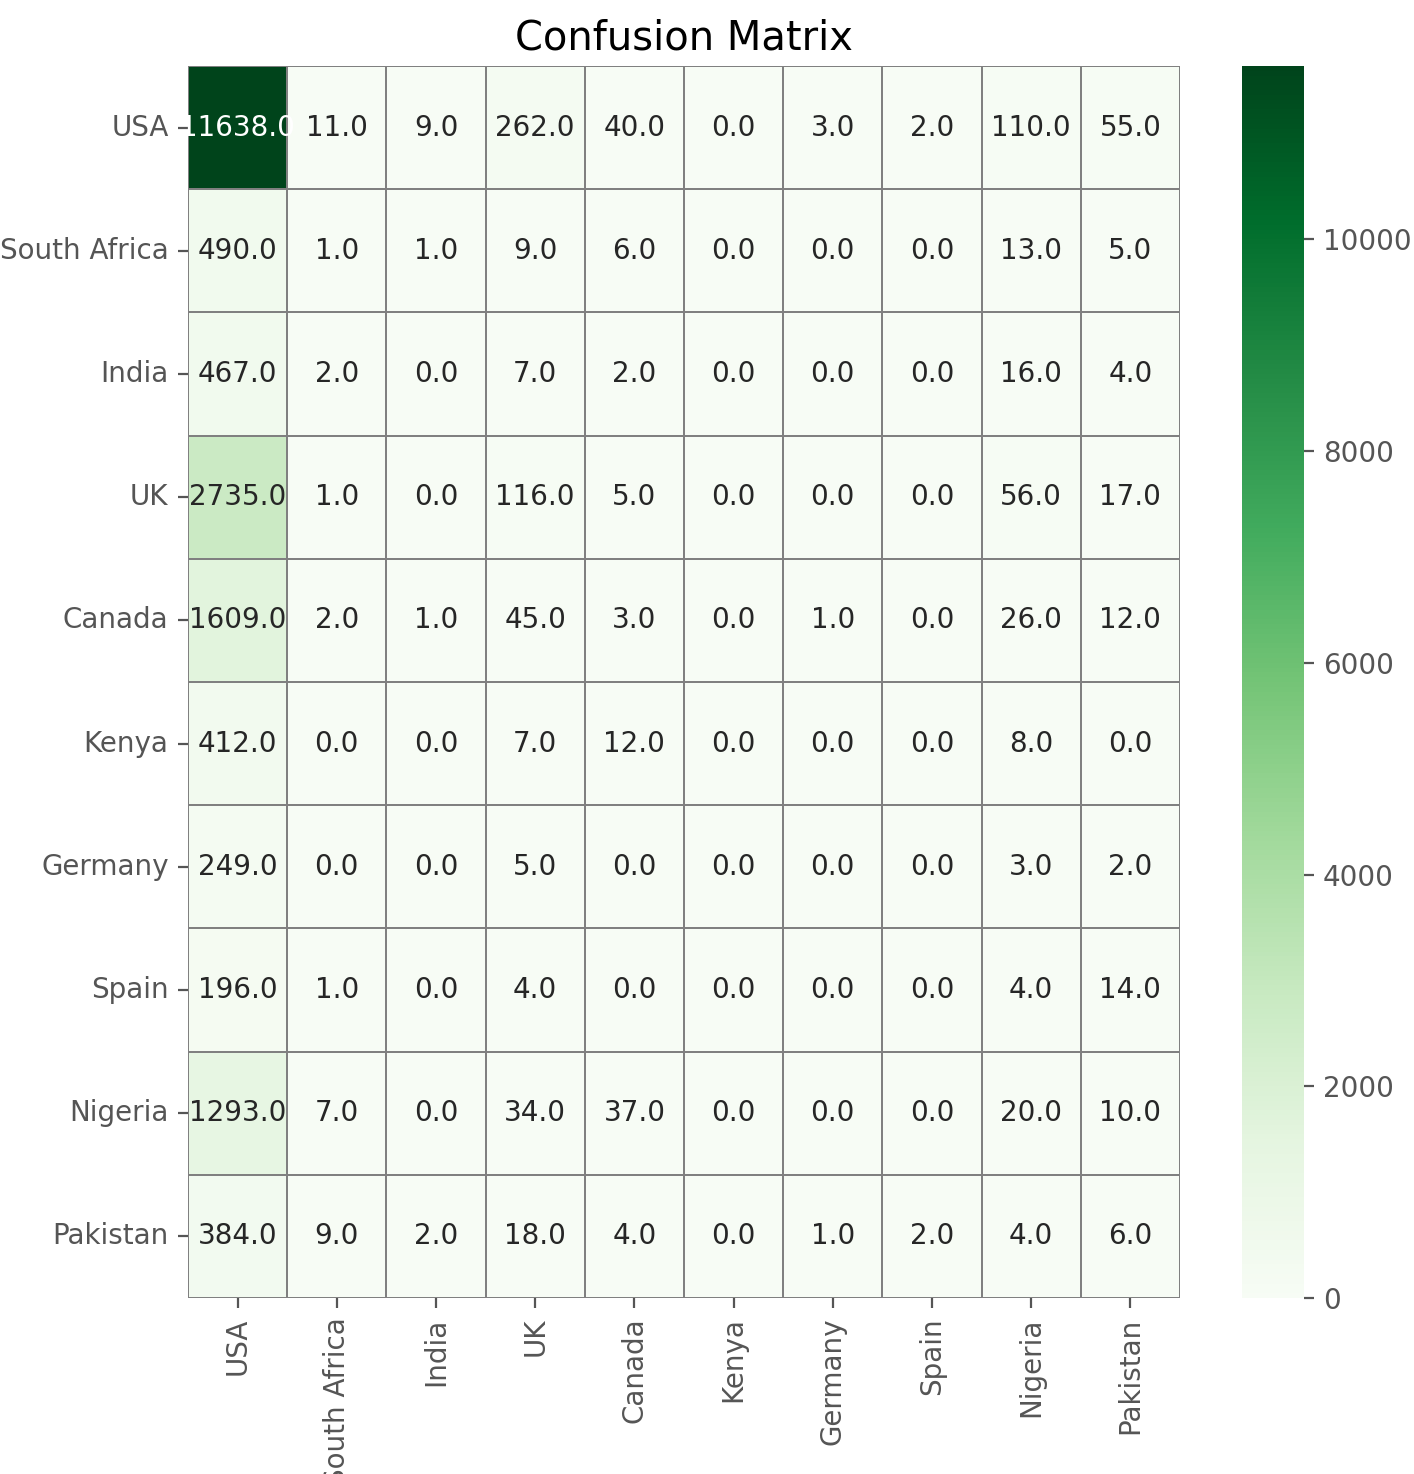 Confusion Matrix
USA 11638.0 11.0 9.0 262.0 40.0 0.0 3.0 2.0 110.0 55.0
South Africa 490.0 1.0 1.0 9.0 6.0 0.0 0.0 0.0 13.0 5.0
India 467.0 2.0 0.0 7.0 2.0 0.0 0.0 0.0 16.0 4.0
UK 2735.0 1.0 0.0 116.0 5.0 0.0 0.0 0.0 56.0 17.0
Canada 1609.0 2.0 1.0 45.0 3.0 0.0 1.0 0.0 26.0 12.0
Kenya 412.0 0.0 0.0 7.0 12.0 0.0 0.0 0.0 8.0 0.0
Germany 249.0 0.0 0.0 5.0 0.0 0.0 0.0 0.0 3.0 2.0
Spain 196.0 1.0 0.0 4.0 0.0 0.0 0.0 0.0 4.0 14.0
Nigeria 1293.0 7.0 0.0 34.0 37.0 0.0 0.0 0.0 20.0 10.0
Pakistan 384.0 9.0 2.0 18.0 4.0 0.0 1.0 2.0 4.0 6.0
USA South Africa India UK Canada Kenya Germany Spain Nigeria Pakistan
10000
8000
6000
4000
2000
0